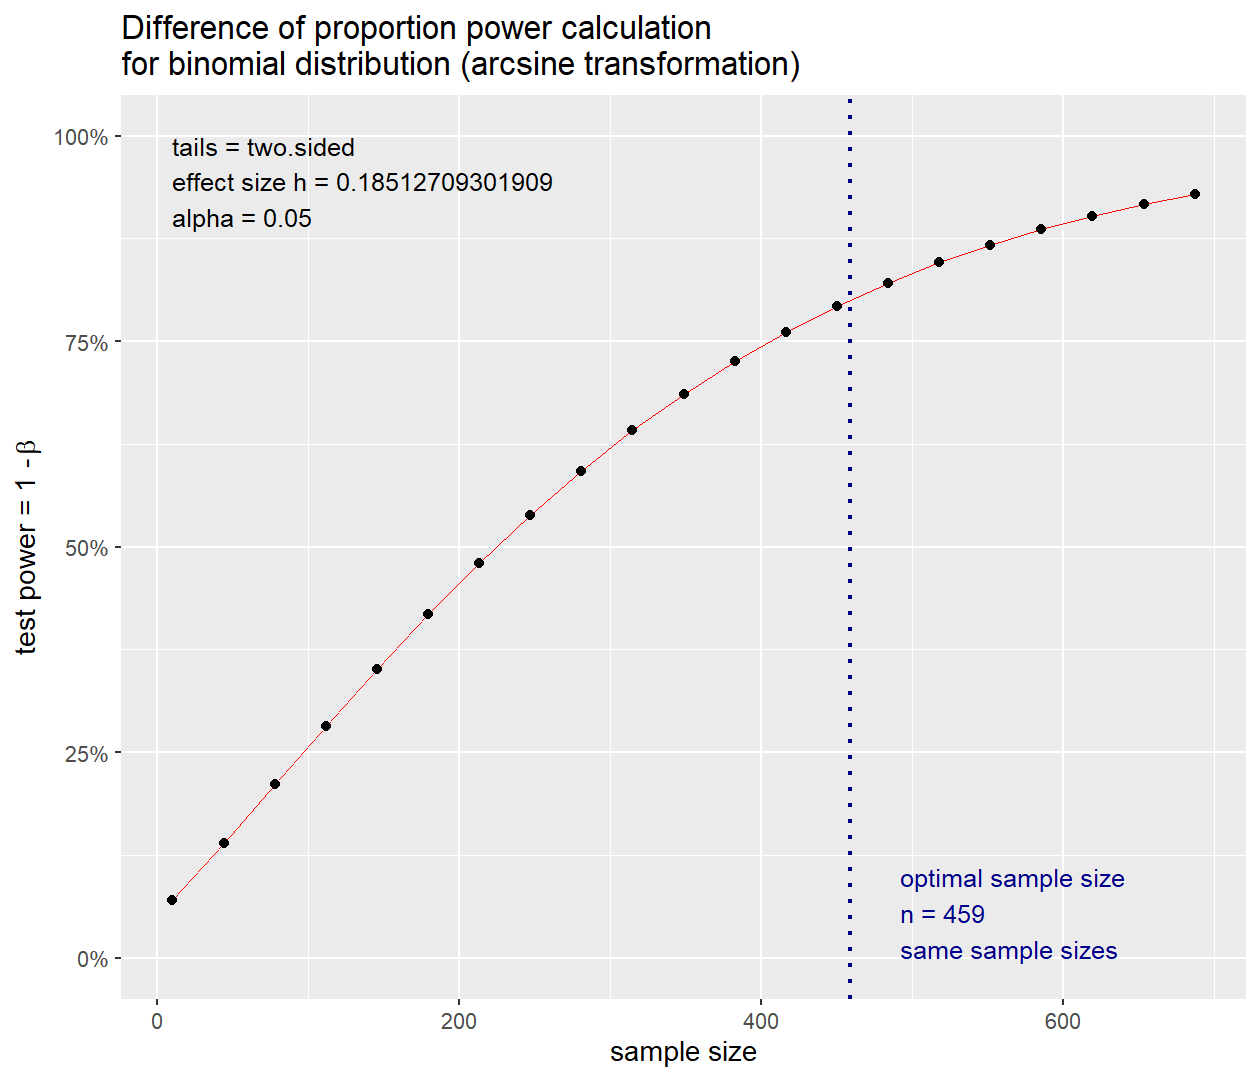 Difference of proportion power calculation
for binomial distribution (arcsine transformation)
tails = two.sided
effect size h = 0.18512709301909
alpha = 0.05
100%
75%
50%
25%
0%
test power = 1 - β
optimal sample size
n = 459
same sample sizes
0
200
400
600
sample size